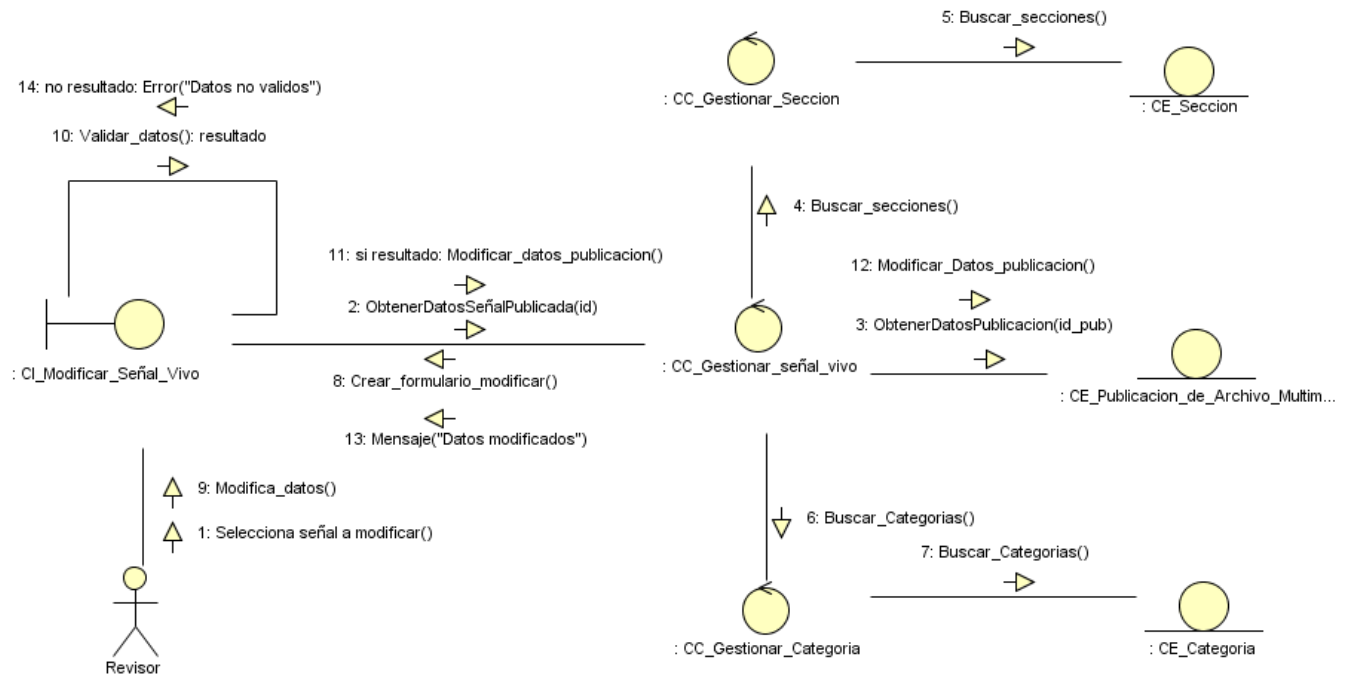 5: Buscar_secciones()
: CC_Gestionar_Seccion
: CE_Seccion
14: no resultado: Error("Datos no validos")
10: Validar_datos(): resultado
4: Buscar_secciones()
11: si resultado: Modificar_datos_publicacion()
12: Modificar_Datos_publicacion()
2: ObtenerDatosSeñalPublicada(id)
3: ObtenerDatosPublicacion(id_pub)
: CI_Modificar_Señal_Vivo
: CC_Gestionar_señal_vivo
8: Crear_formulario_modificar()
: CE_Publicacion_de_Archivo_Multim...
13: Mensaje("Datos modificados")
9: Modifica_datos()
1: Selecciona señal a modificar()
6: Buscar_Categorias()
7: Buscar_Categorias()
: CC_Gestionar_Categoria
: CE_Categoria
Revisor